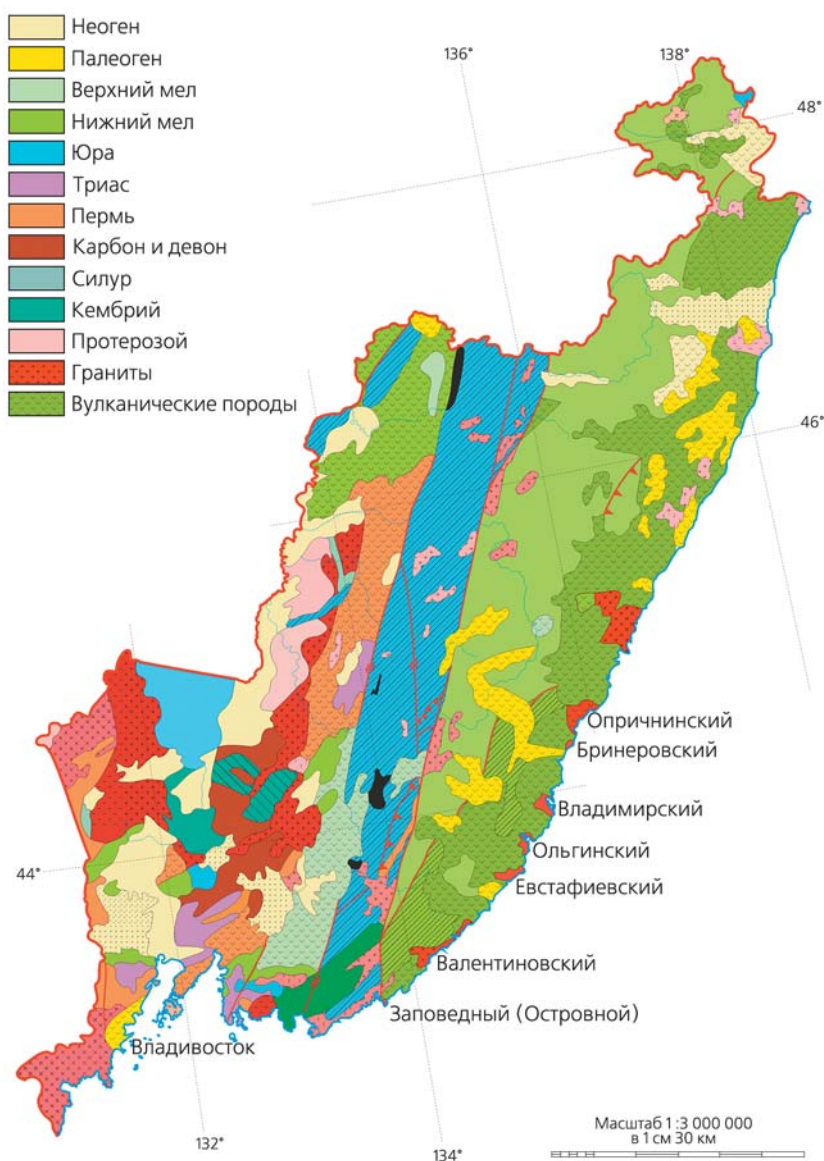 Неоген
Палеоген
Верхний мел
Нижний мел
Юра
Триас
Пермь
Карбон и девон
Силур
Кембрий
Протерозой
Граниты
Вулканические породы
136°
138°
48°
46°
Опричнинский
Бринеровский
Владимирский
Ольгинский
44°
Евстафиевский
Валентиновский
Заповедный (Островной)
Владивосток
132°
134°
Масштаб 1:3 000 000
в 1 см 30 км